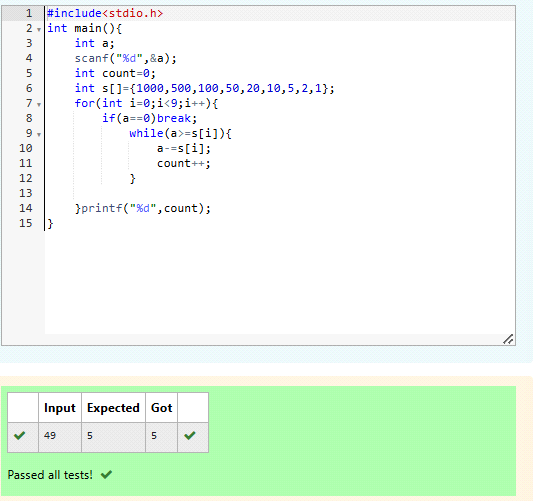 1 #include<stdio.h>
2 int main(){
3     int a;
4     scanf("%d",&a);
5     int count=0;
6     int s[]={1000,500,100,50,20,10,5,2,1};
7     for(int i=0;i<9;i++){
8         if(a==0)break;
9             while(a>=s[i]){
10                 a-=s[i];
11                 count++;
12             }
13
14     }printf("%d",count);
15 }
Input Expected Got
49 5 5
Passed all tests!